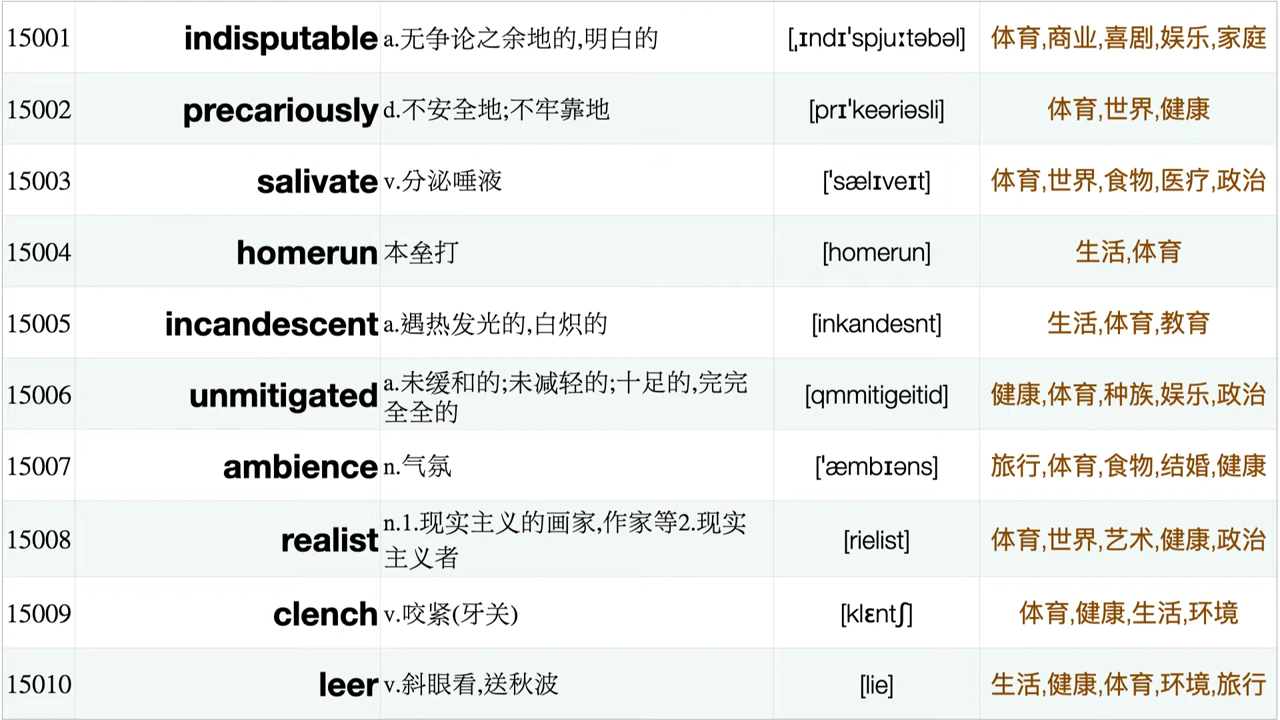 15001 indisputable a.无争论之余地的,明白的 [ˌɪndɪˈspjuːtəbəl] 体育,商业,喜剧,娱乐,家庭
15002 precariously d.不安全地;不牢靠地 [prɪˈkeəriəsli] 体育,世界,健康
15003 salivate v.分泌唾液 [ˈsælɪveɪt] 体育,世界,食物,医疗,政治
15004 homerun 本垒打 [homerun] 生活,体育
15005 incandescent a.遇热发光的,白炽的 [inkandesnt] 生活,体育,教育
15006 unmitigated a.未缓和的;未减轻的;十足的,完完 [qmmitigeitid] 健康,体育,种族,娱乐,政治
全全的
15007 ambience n.气氛 [ˈæmbɪəns] 旅行,体育,食物,结婚,健康
15008 realist n.1.现实主义的画家,作家等2.现实 [rielist] 体育,世界,艺术,健康,政治
主义者
15009 clench v.咬紧(牙关) [klɛntʃ] 体育,健康,生活,环境
15010 leer v.斜眼看,送秋波 [lie] 生活,健康,体育,环境,旅行